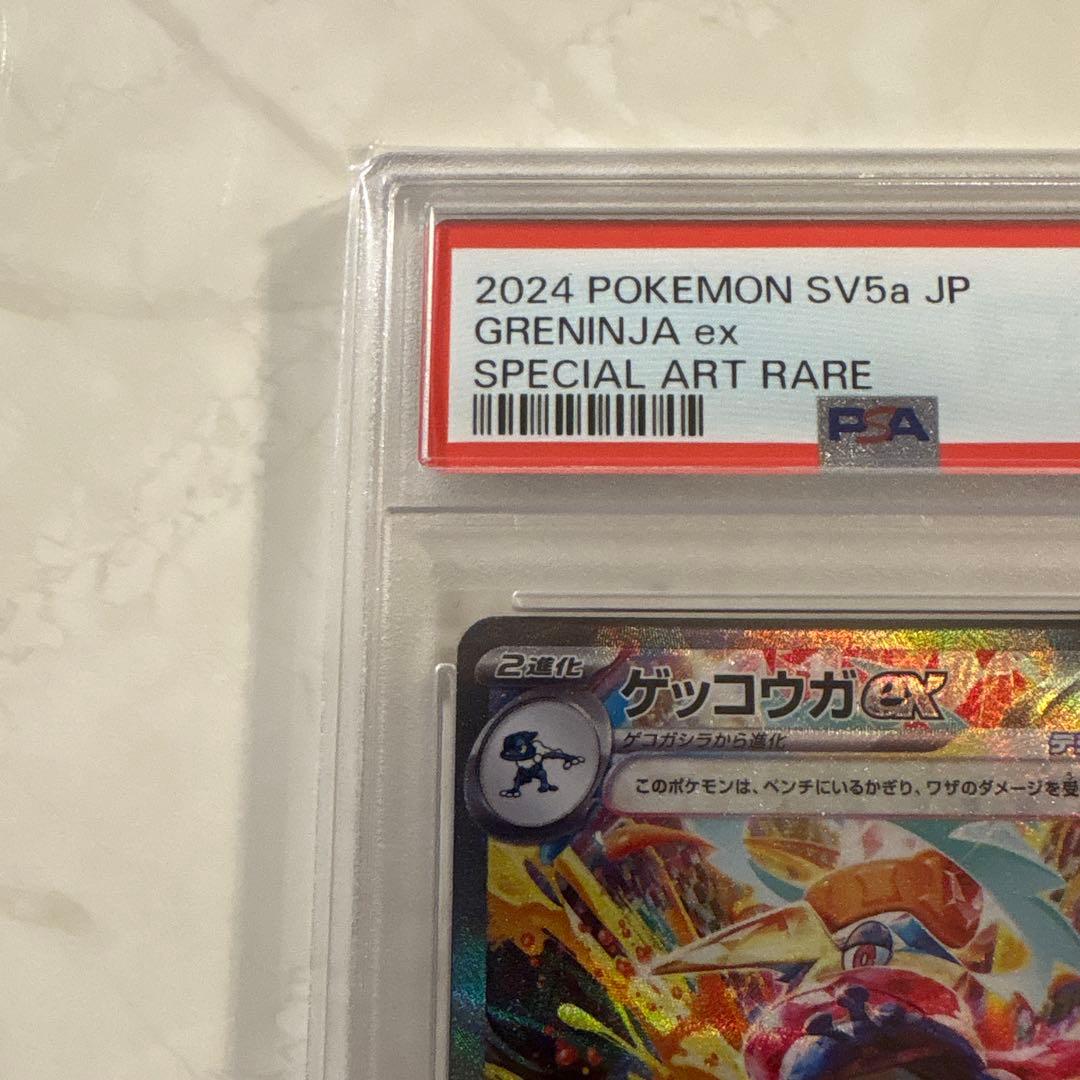 2024 POKEMON SV5a JP
GRENINJA ex
SPECIAL ART RARE
PSA
2進化
ゲッコウガex
ゲコガシラから進化
テ
このポケモンは、ベンチにいるかぎり、ワザのダメージを受